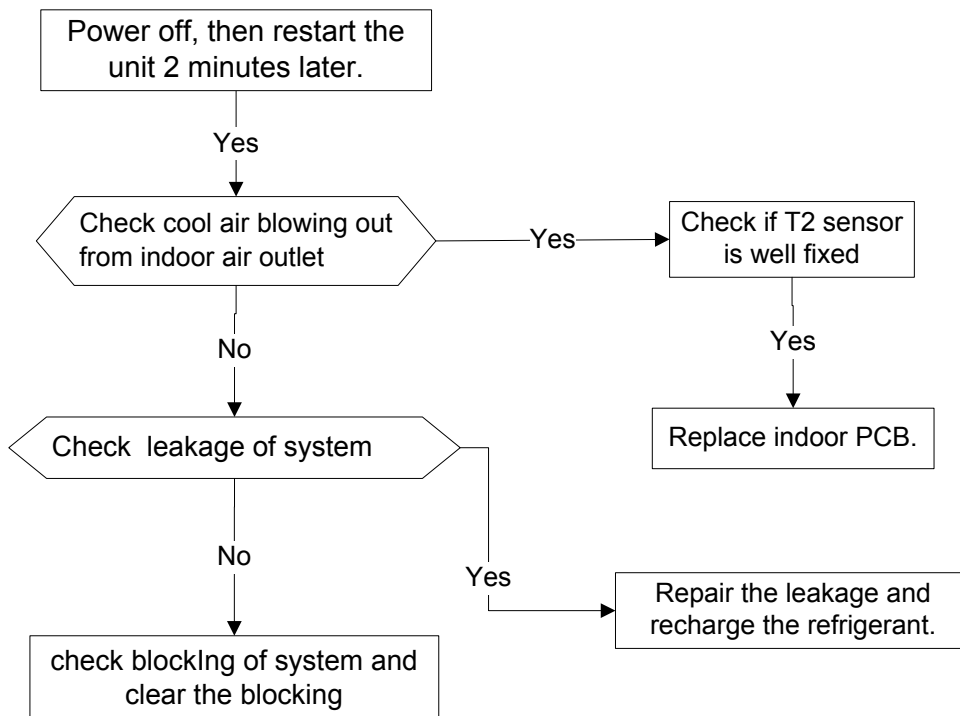 Power off, then restart the
unit 2 minutes later.
Yes
Check cool air blowing out
from indoor air outlet
Yes
Check if T2 sensor
is well fixed
No
Yes
Check leakage of system
Replace indoor PCB.
No
Yes
Repair the leakage and
recharge the refrigerant.
check blockIng of system and
clear the blocking